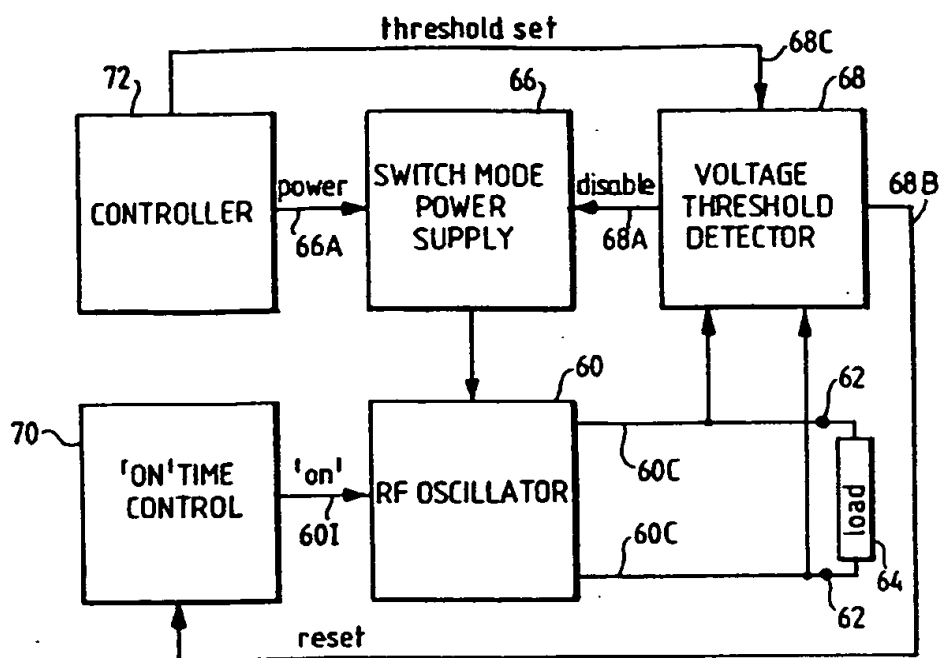 threshold set
68C
72
66
68
CONTROLLER
power
66A
SWITCH MODE
POWER
SUPPLY
disable
68A
VOLTAGE
THRESHOLD
DETECTOR
68B
70
'ON' TIME
CONTROL
'on'
60I
60
RF OSCILLATOR
60C
60C
62
load
64
62
reset